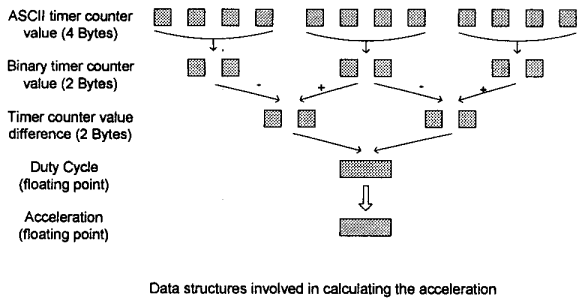 ASCII timer counter
value (4 Bytes)
Binary timer counter
value (2 Bytes)
- + - +
Timer counter value
difference (2 Bytes)
Duty Cycle
(floating point)
Acceleration
(floating point)
Data structures involved in calculating the acceleration